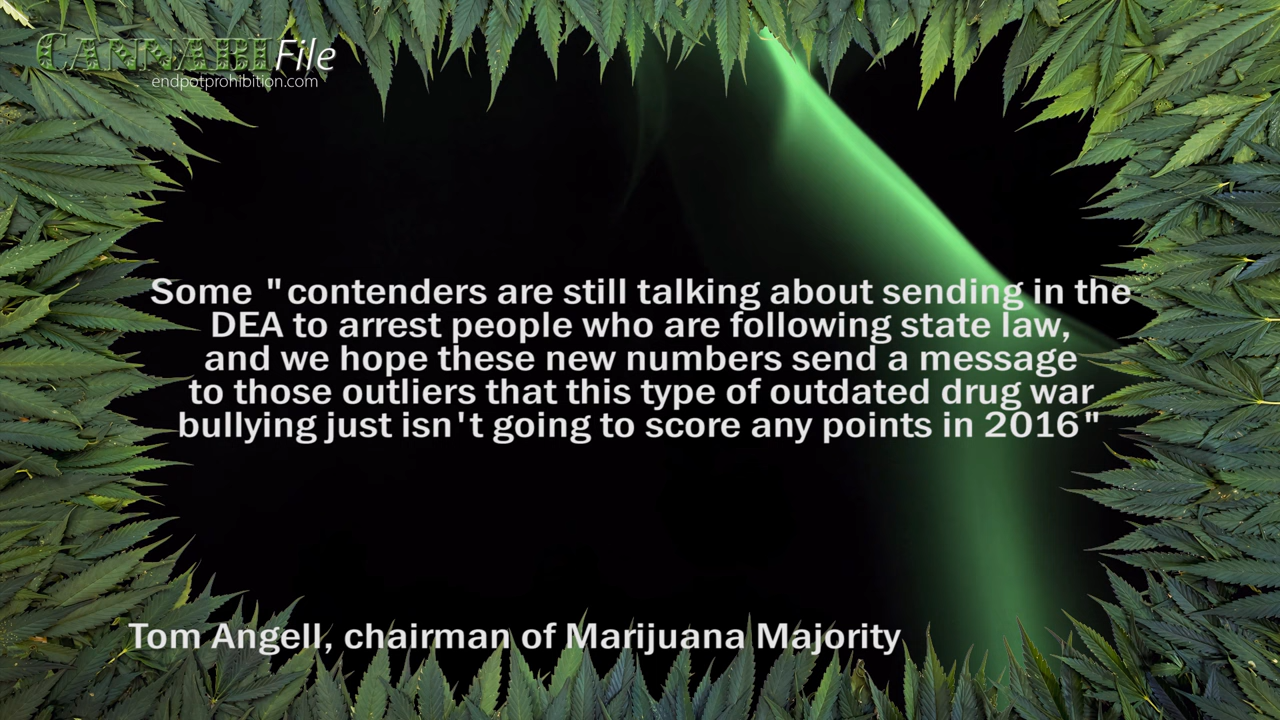 CANNABIFile
endpotprohibition.com
Some "contenders are still talking about sending in the
DEA to arrest people who are following state law,
and we hope these new numbers send a message
to those outliers that this type of outdated drug war
bullying just isn't going to score any points in 2016"
Tom Angell, chairman of Marijuana Majority